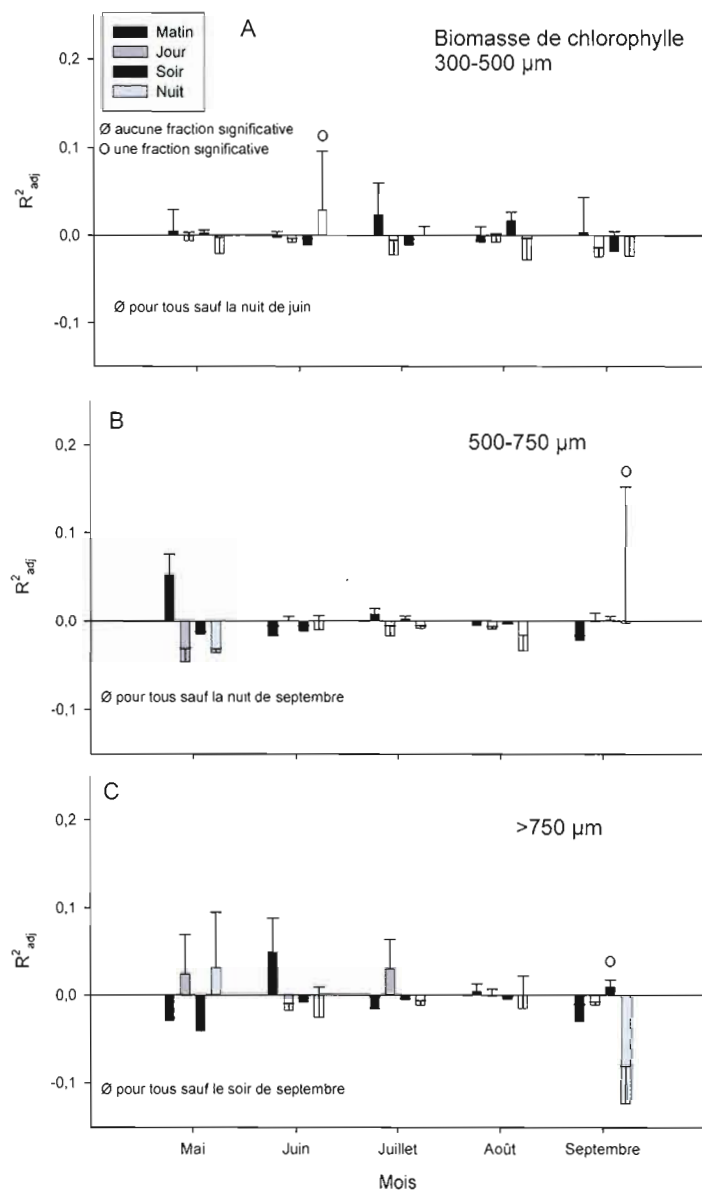 A
Biomasse de chlorophylle
300-500 µm
Matin
Jour
Soir
Nuit
Ø aucune fraction significative
O une fraction significative
O
0,2
0,1
0,0
-0,1
R²adj
Ø pour tous sauf la nuit de juin
B
500-750 µm
O
0,2
0,1
0,0
-0,1
R²adj
Ø pour tous sauf la nuit de septembre
C
>750 µm
O
0,2
0,1
0,0
-0,1
R²adj
Ø pour tous sauf le soir de septembre
Mai Juin Juillet Août Septembre
Mois